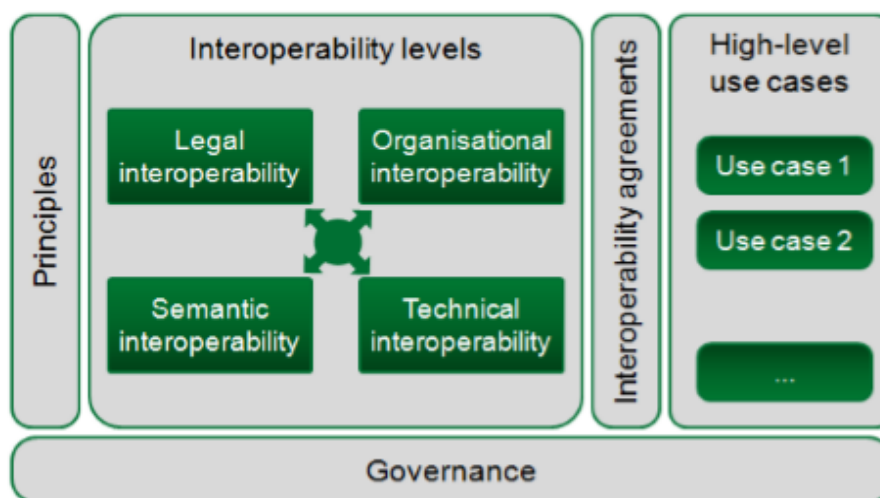 Principles
Interoperability levels
Legal
interoperability
Organisational
interoperability
Semantic
interoperability
Technical
interoperability
Interoperability agreements
High-level
use cases
Use case 1
Use case 2
...
Governance